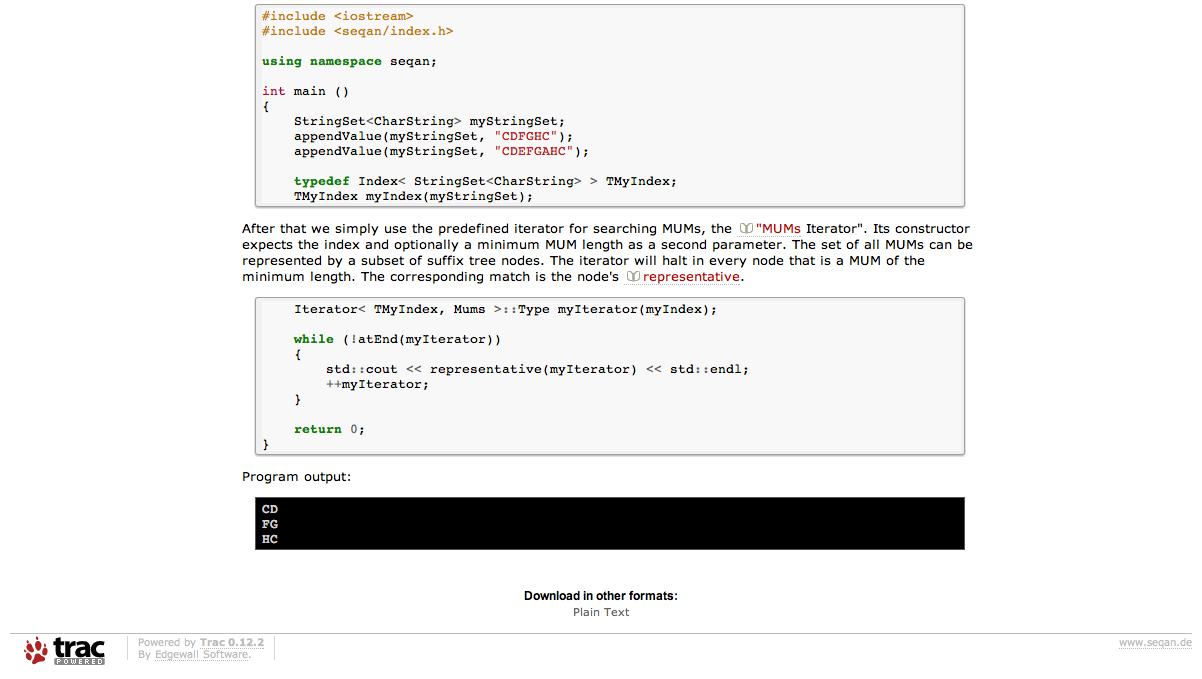 #include <iostream>
#include <seqan/index.h>
using namespace seqan;
int main ()
{
StringSet<CharString> myStringSet;
appendValue(myStringSet, "CDFGHC");
appendValue(myStringSet, "CDEFGAHC");
typedef Index< StringSet<CharString> > TMyIndex;
TMyIndex myIndex(myStringSet);
After that we simply use the predefined iterator for searching MUMs, the "MUMs Iterator". Its constructor
expects the index and optionally a minimum MUM length as a second parameter. The set of all MUMs can be
represented by a subset of suffix tree nodes. The iterator will halt in every node that is a MUM of the
minimum length. The corresponding match is the node's representative.
Iterator< TMyIndex, Mums >::Type myIterator(myIndex);
while (!atEnd(myIterator))
{
std::cout << representative(myIterator) << std::endl;
++myIterator;
}
return 0;
}
Program output:
CD
FG
HC
Download in other formats:
Plain Text
trac
POWERED
Powered by Trac 0.12.2
By Edgewall Software.
www.seqan.de